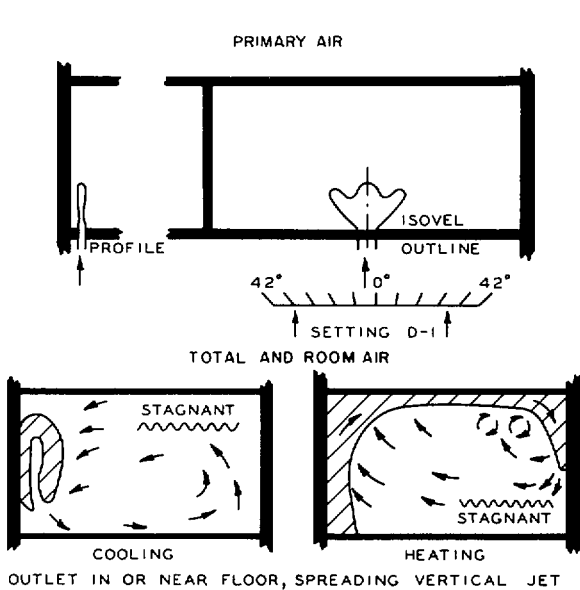 PRIMARY AIR
ISOVEL
PROFILE
OUTLINE
42° 0° 42°
SETTING D-1
TOTAL AND ROOM AIR
STAGNANT
STAGNANT
COOLING
HEATING
OUTLET IN OR NEAR FLOOR, SPREADING VERTICAL JET